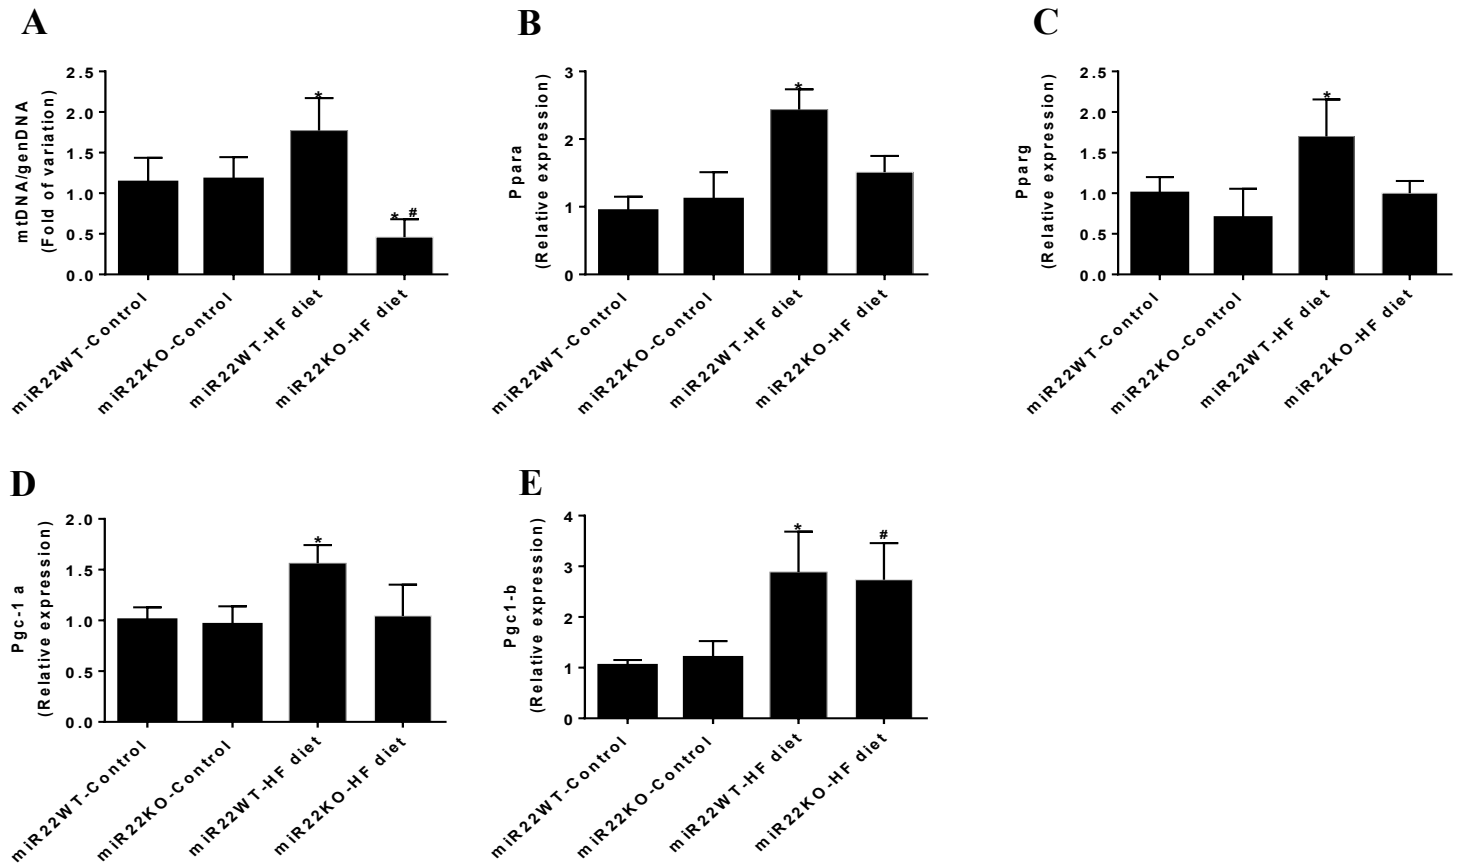 A
mtDNA/genDNA
(Fold of variation)
2.5
2.0
1.5
1.0
0.5
0.0
*
* #
miR22WT-Control
miR22KO-Control
miR22WT-HF diet
miR22KO-HF diet
B
Ppara
(Relative expression)
3
2
1
0
*
miR22WT-Control
miR22KO-Control
miR22WT-HF diet
miR22KO-HF diet
C
Pparg
(Relative expression)
2.5
2.0
1.5
1.0
0.5
0.0
*
miR22WT-Control
miR22KO-Control
miR22WT-HF diet
miR22KO-HF diet
D
Pgc-1 a
(Relative expression)
2.0
1.5
1.0
0.5
0.0
*
miR22WT-Control
miR22KO-Control
miR22WT-HF diet
miR22KO-HF diet
E
Pgc1-b
(Relative expression)
4
3
2
1
0
*
#
miR22WT-Control
miR22KO-Control
miR22WT-HF diet
miR22KO-HF diet